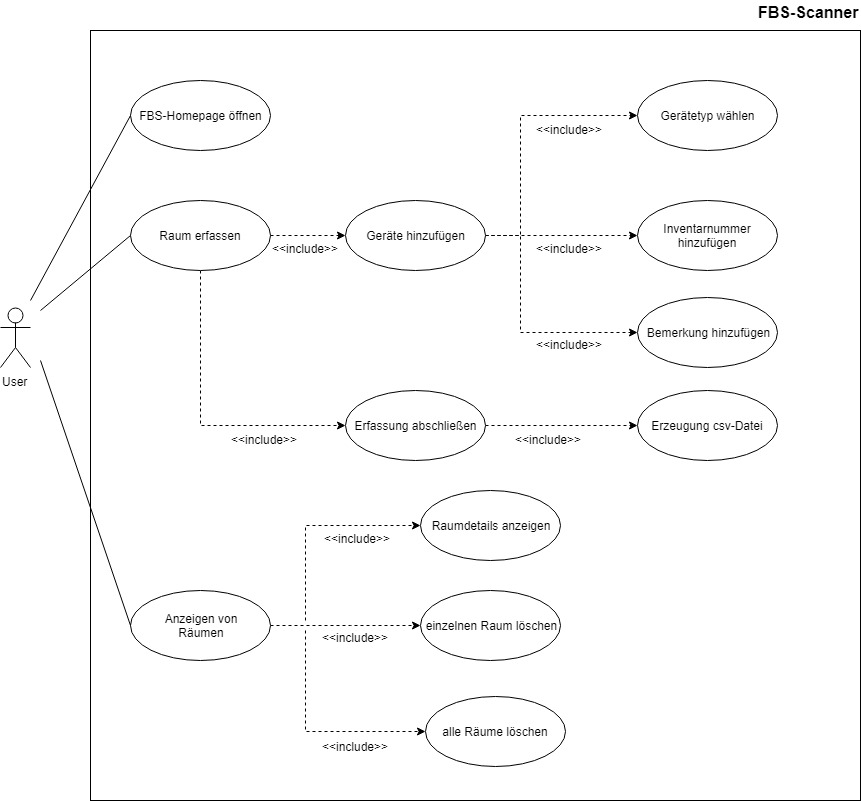 FBS-Scanner
FBS-Homepage öffnen
Gerätetyp wählen
<<include>>
Raum erfassen
<<include>>
Geräte hinzufügen
<<include>>
Inventarnummer
hinzufügen
Bemerkung hinzufügen
<<include>>
User
Erfassung abschließen
<<include>>
Erzeugung csv-Datei
<<include>>
Raumdetails anzeigen
<<include>>
Anzeigen von
Räumen
einzelnen Raum löschen
<<include>>
alle Räume löschen
<<include>>